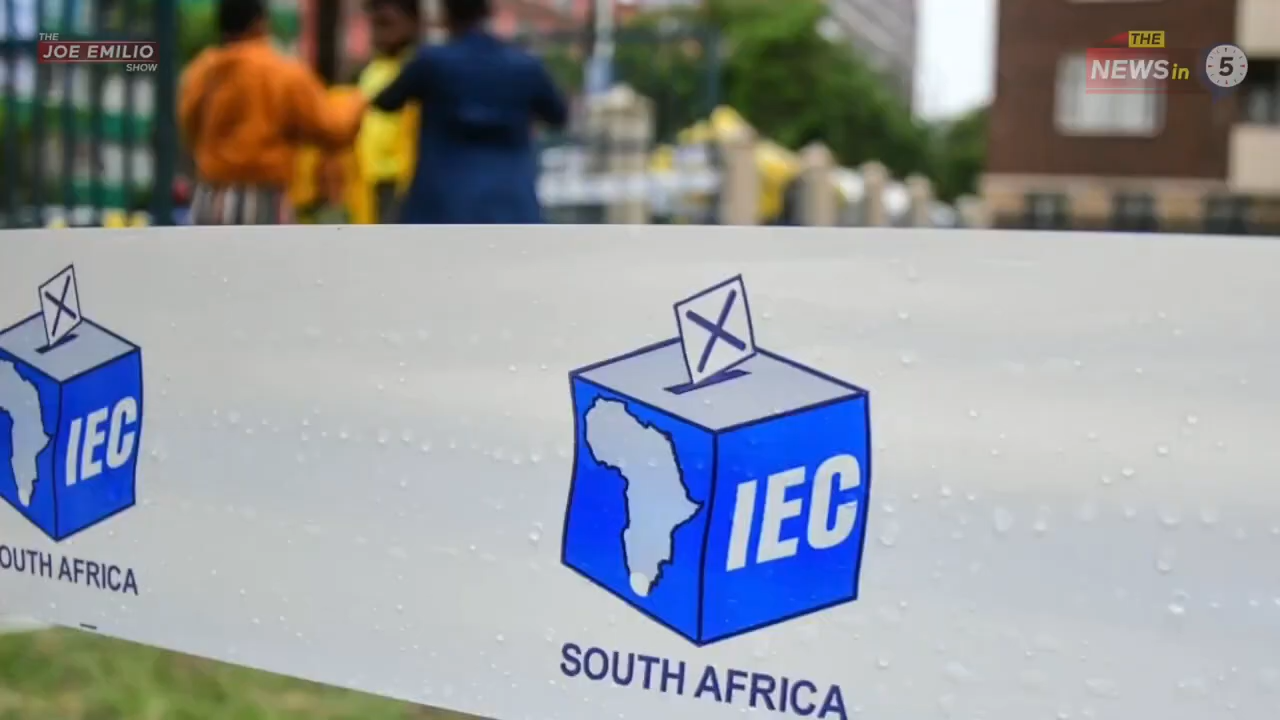 THE
JOE EMILIO
SHOW
THE
NEWS in 5
IEC
OUTH AFRICA
IEC
SOUTH AFRICA